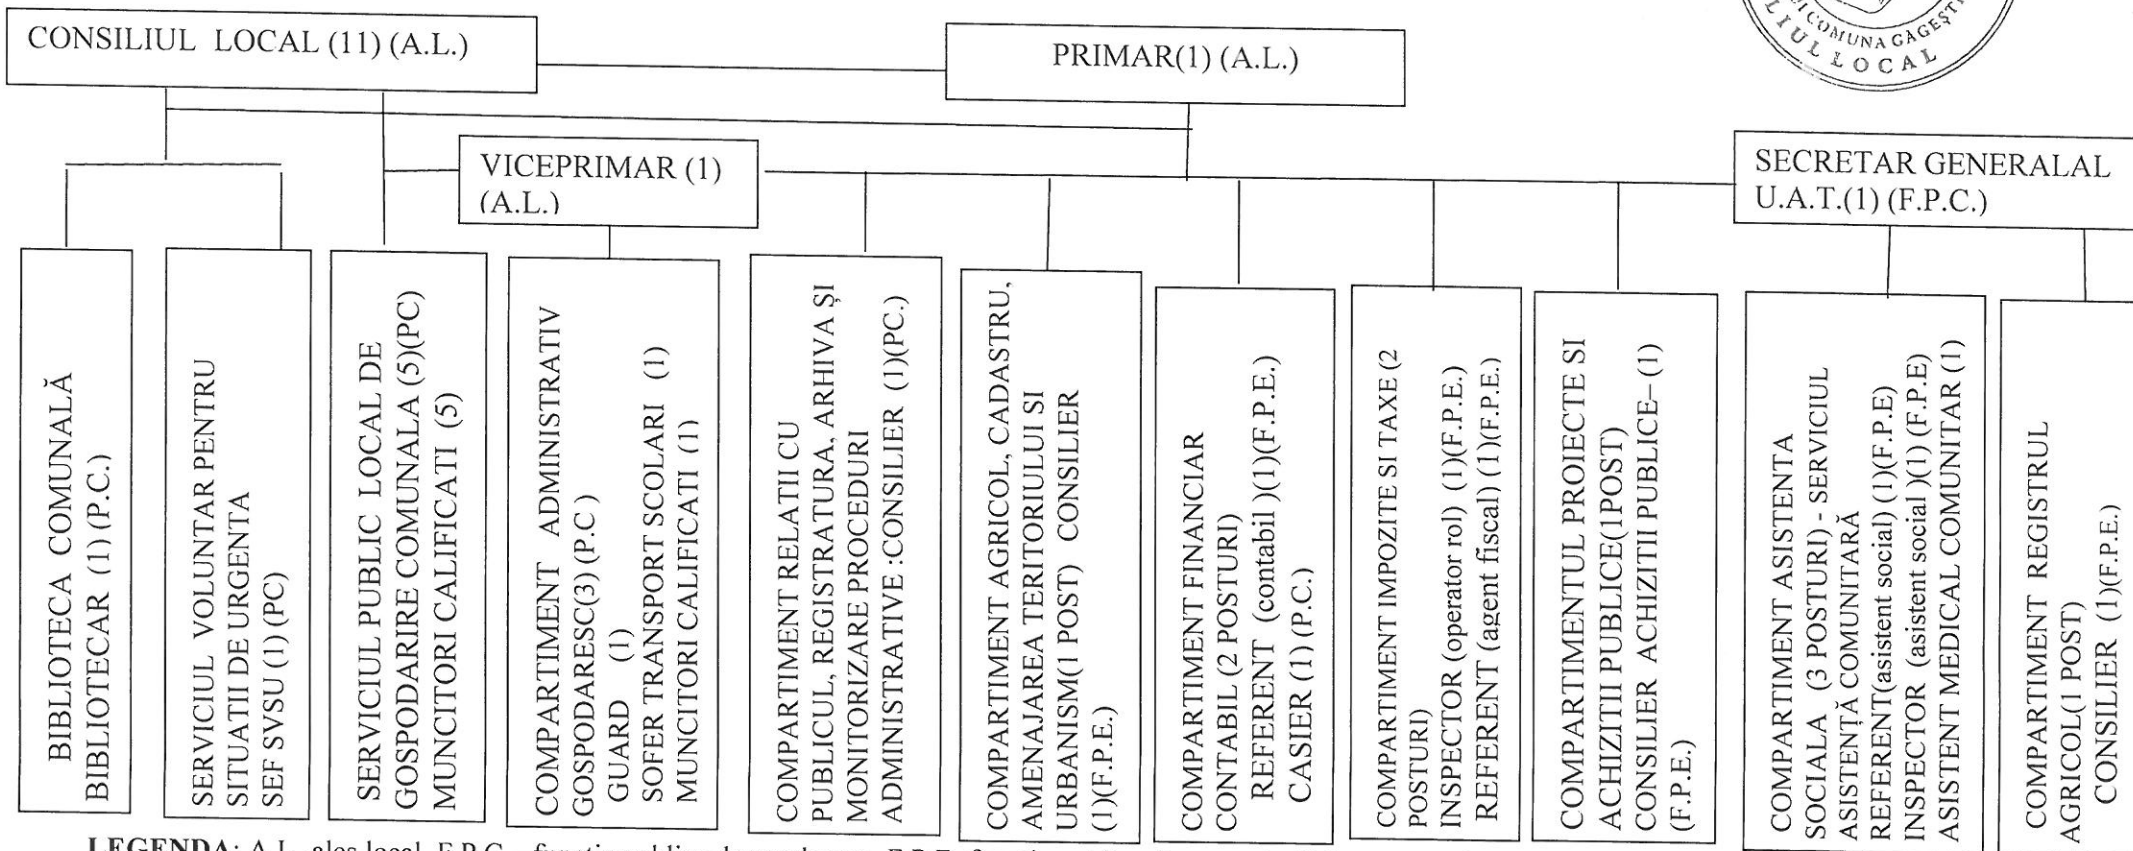 CONSILIUL LOCAL (11) (A.L.)
PRIMAR(1) (A.L.)
COMUNA GĂGEȘTI
LIUL LOCAL
VICEPRIMAR (1)
(A.L.)
SECRETAR GENERALAL
U.A.T.(1) (F.P.C.)
BIBLIOTECA COMUNALĂ
BIBLIOTECAR (1) (P.C.)
SERVICIUL VOLUNTAR PENTRU
SITUATII DE URGENTA
SEF SVSU (1) (PC)
SERVICIUL PUBLIC LOCAL DE
GOSPODARIRE COMUNALA (5)(PC)
MUNCITORI CALIFICATI (5)
COMPARTIMENT ADMINISTRATIV
GOSPODARESC(3) (P.C )
GUARD (1)
SOFER TRANSPORT SCOLARI (1)
MUNCITORI CALIFICATI (1)
COMPARTIMENT RELATII CU
PUBLICUL, REGISTRATURA, ARHIVA ȘI
MONITORIZARE PROCEDURI
ADMINISTRATIVE :CONSILIER (1)(PC.)
COMPARTIMENT AGRICOL, CADASTRU,
AMENAJAREA TERITORIULUI SI
URBANISM(1 POST) CONSILIER
(1)(F.P.E.)
COMPARTIMENT FINANCIAR
CONTABIL (2 POSTURI)
REFERENT (contabil )(1)(F.P.E.)
CASIER (1) (P.C.)
COMPARTIMENT IMPOZITE SI TAXE (2
POSTURI)
INSPECTOR (operator rol) (1)(F.P.E.)
REFERENT (agent fiscal) (1)(F.P.E.)
COMPARTIMENTUL PROIECTE SI
ACHIZITII PUBLICE(1POST)
CONSILIER ACHIZITII PUBLICE– (1)
(F.P.E.)
COMPARTIMENT ASISTENTA
SOCIALA (3 POSTURI) - SERVICIUL
ASISTENȚĂ COMUNITARĂ
REFERENT(asistent social) (1)(F.P.E)
INSPECTOR (asistent social )(1) (F.P.E)
ASISTENT MEDICAL COMUNITAR (1)
COMPARTIMENT REGISTRUL
AGRICOL(1 POST)
CONSILIER (1)(F.P.E.)
LEGENDA: A.L.